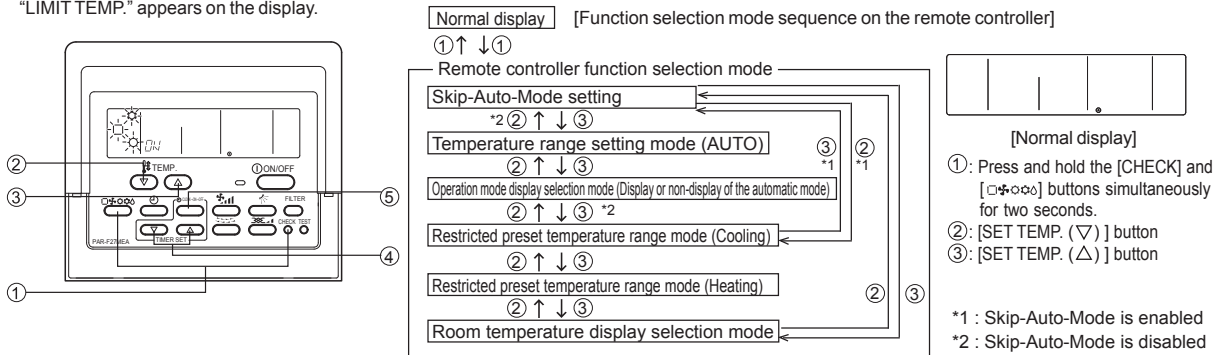 “LIMIT TEMP.” appears on the display.
Normal display [Function selection mode sequence on the remote controller]
①↑ ↓①
Remote controller function selection mode
Skip-Auto-Mode setting
*2 ② ↑ ↓ ③
Temperature range setting mode (AUTO)
② ↑ ↓ ③
Operation mode display selection mode (Display or non-display of the automatic mode)
② ↑ ↓ ③ *2
Restricted preset temperature range mode (Cooling)
② ↑ ↓ ③
Restricted preset temperature range mode (Heating)
② ↑ ↓ ③
Room temperature display selection mode
③ ②
*1 *1
② ③
ON
TEMP.
ON/OFF
FILTER
CHECK TEST
PAR-F27MEA
TIMER SET
②
③
①
⑤
④
[Normal display]
①: Press and hold the [CHECK] and
[ ] buttons simultaneously
for two seconds.
②: [SET TEMP. (▽) ] button
③: [SET TEMP. (△) ] button
*1 : Skip-Auto-Mode is enabled
*2 : Skip-Auto-Mode is disabled